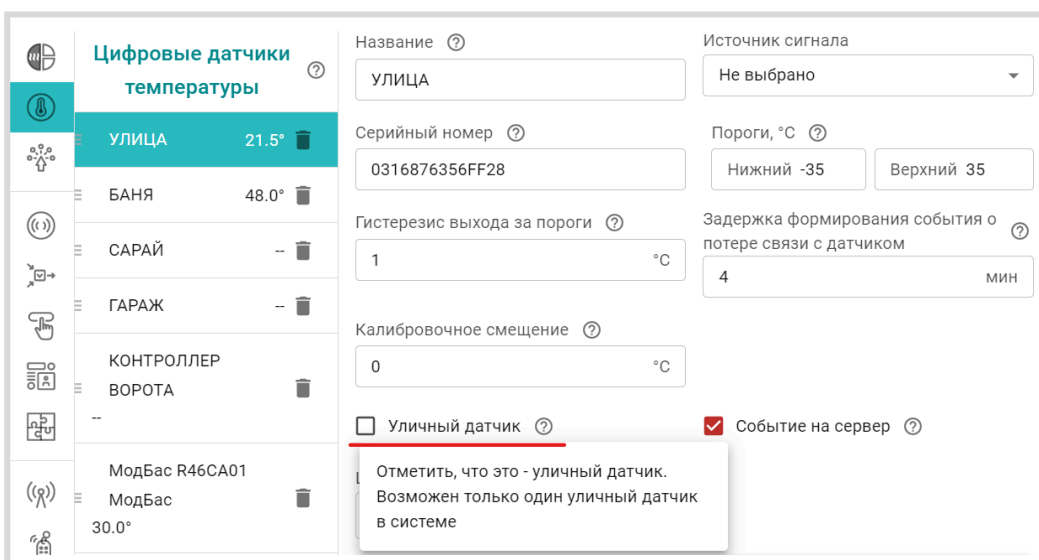 Цифровые датчики
температуры
УЛИЦА 21.5°
БАНЯ 48.0°
САРАЙ --
ГАРАЖ --
КОНТРОЛЛЕР
ВОРОТА
--
МодБас R46CA01
МодБас
30.0°
Название
УЛИЦА
Источник сигнала
Не выбрано
Серийный номер
0316876356FF28
Пороги, °C
Нижний -35
Верхний 35
Гистерезис выхода за пороги
1 °C
Задержка формирования события о
потере связи с датчиком
4 мин
Калибровочное смещение
0 °C
Уличный датчик
Событие на сервер
Отметить, что это - уличный датчик.
Возможен только один уличный датчик
в системе